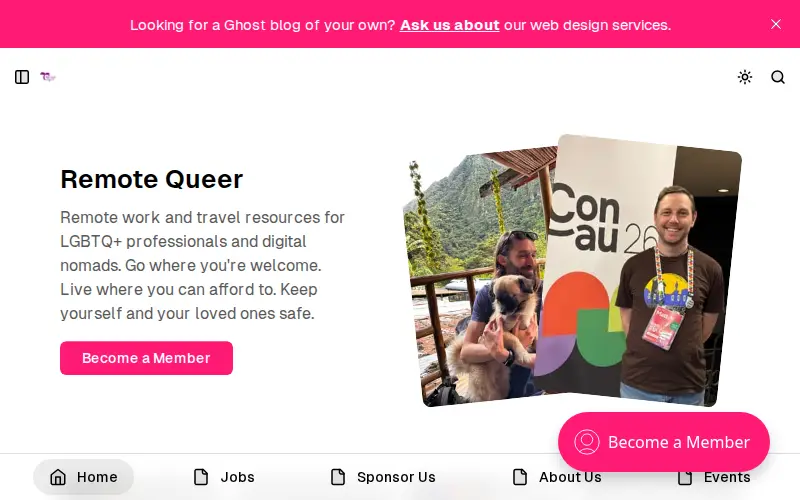 Looking for a Ghost blog of your own? Ask us about our web design services.
Remote Queer
Remote work and travel resources for
LGBTQ+ professionals and digital
nomads. Go where you're welcome.
Live where you can afford to. Keep
yourself and your loved ones safe.
Become a Member
Con
au 26
Become a Member
Home
Jobs
Sponsor Us
About Us
Events